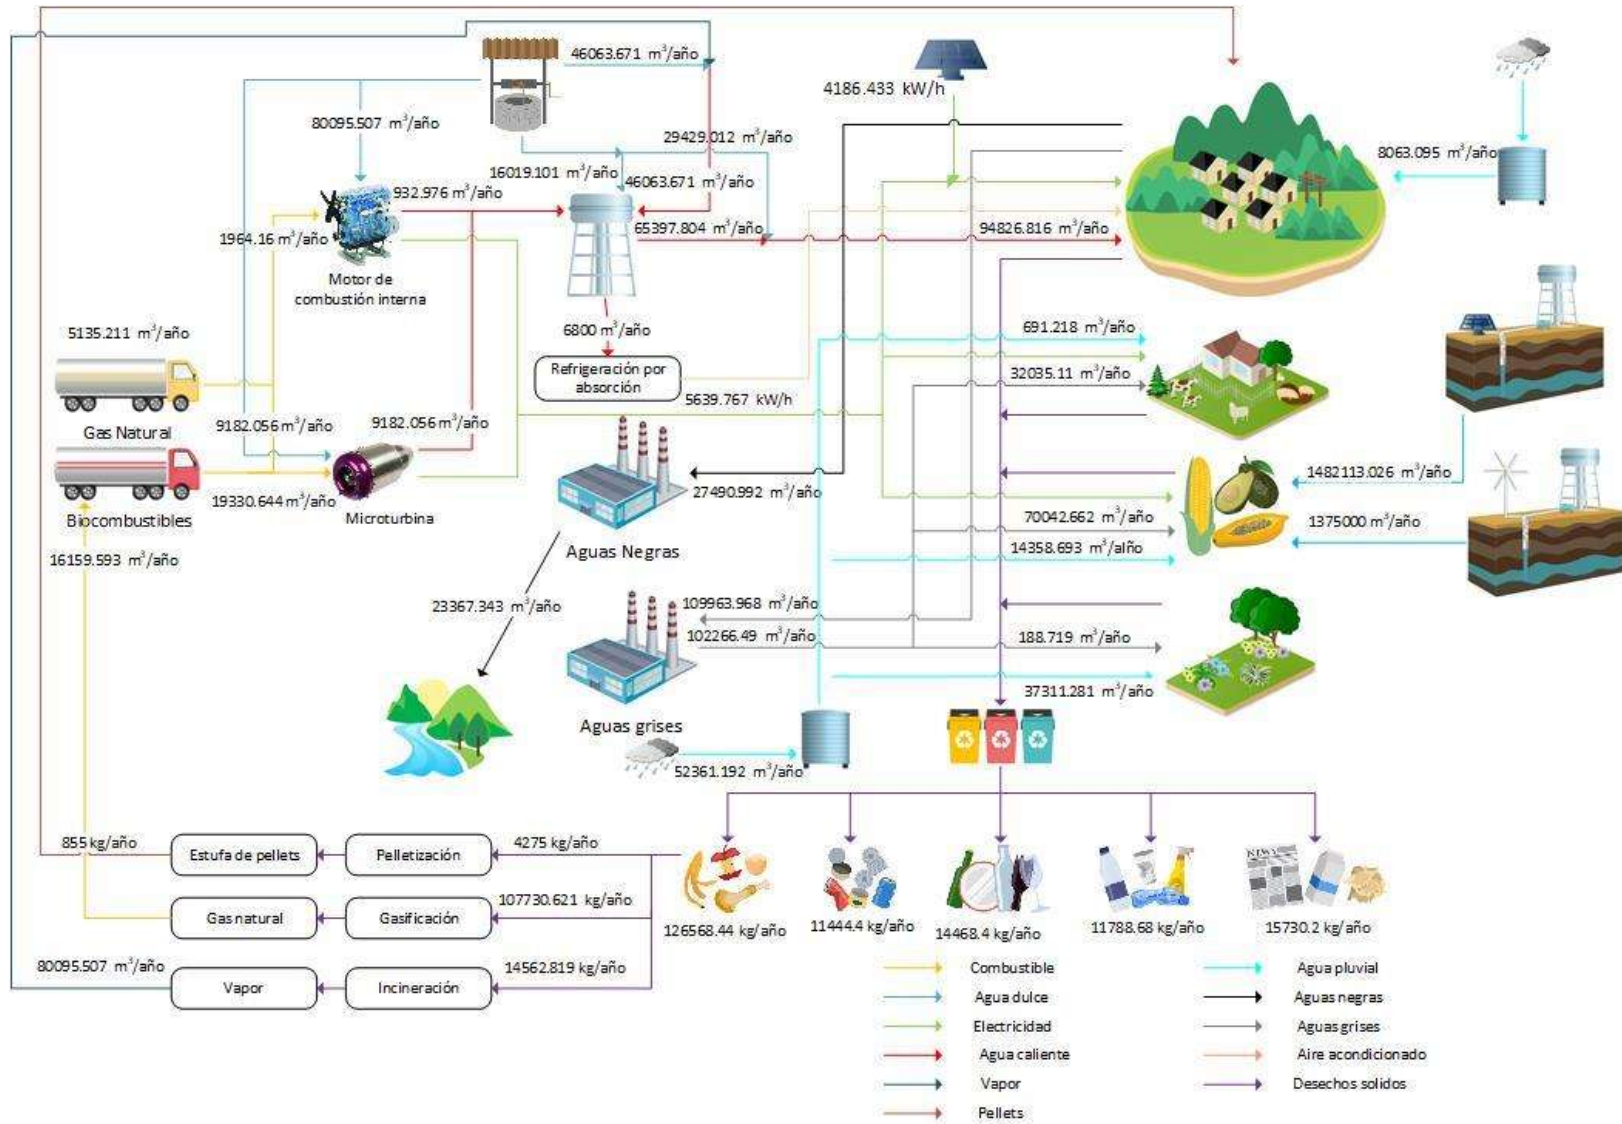 46063.671 m³/año
4186.433 kW/h
80095.507 m³/año
29429.012 m³/año
8063.095 m³/año
16019.101 m³/año
46063.671 m³/año
932.976 m³/año
1964.16 m³/año
65397.804 m³/año
94826.816 m³/año
Motor de
combustión interna
5135.211 m³/año
6800 m³/año
691.218 m³/año
Refrigeración por
absorción
32035.11 m³/año
5639.767 kW/h
Gas Natural
9182.056 m³/año
9182.056 m³/año
1482113.026 m³/año
27490.992 m³/año
19330.644 m³/año
Biocombustibles
Microturbina
70042.662 m³/año
1375000 m³/año
14358.693 m³/alño
Aguas Negras
16159.593 m³/año
23367.343 m³/año
109963.968 m³/año
102266.49 m³/año
188.719 m³/año
37311.281 m³/año
Aguas grises
52361.192 m³/año
855 kg/año
Estufa de pellets
Pelletización
4275 kg/año
NEWS
Gas natural
Gasificación
107730.621 kg/año
126568.44 kg/año
11444.4 kg/año
14468.4 kg/año
11788.68 kg/año
15730.2 kg/año
80095.507 m³/año
Vapor
Incineración
14562.819 kg/año
Combustible
Agua pluvial
Agua dulce
Aguas negras
Electricidad
Aguas grises
Agua caliente
Aire acondicionado
Vapor
Desechos solidos
Pellets